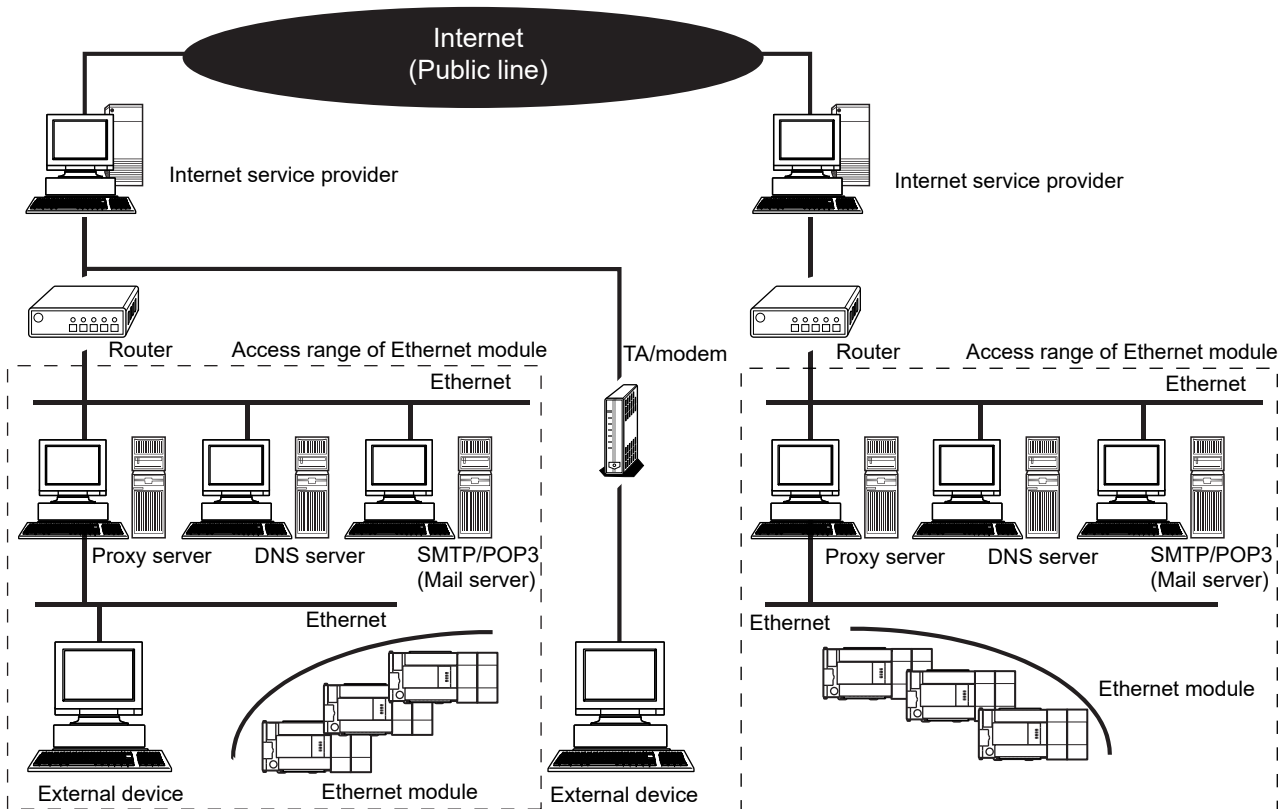 Internet
(Public line)
Internet service provider
Internet service provider
Router
Access range of Ethernet module
TA/modem
Router
Access range of Ethernet module
Ethernet
Ethernet
Proxy server
DNS server
SMTP/POP3
(Mail server)
Proxy server
DNS server
SMTP/POP3
(Mail server)
Ethernet
Ethernet
Ethernet module
External device
Ethernet module
External device